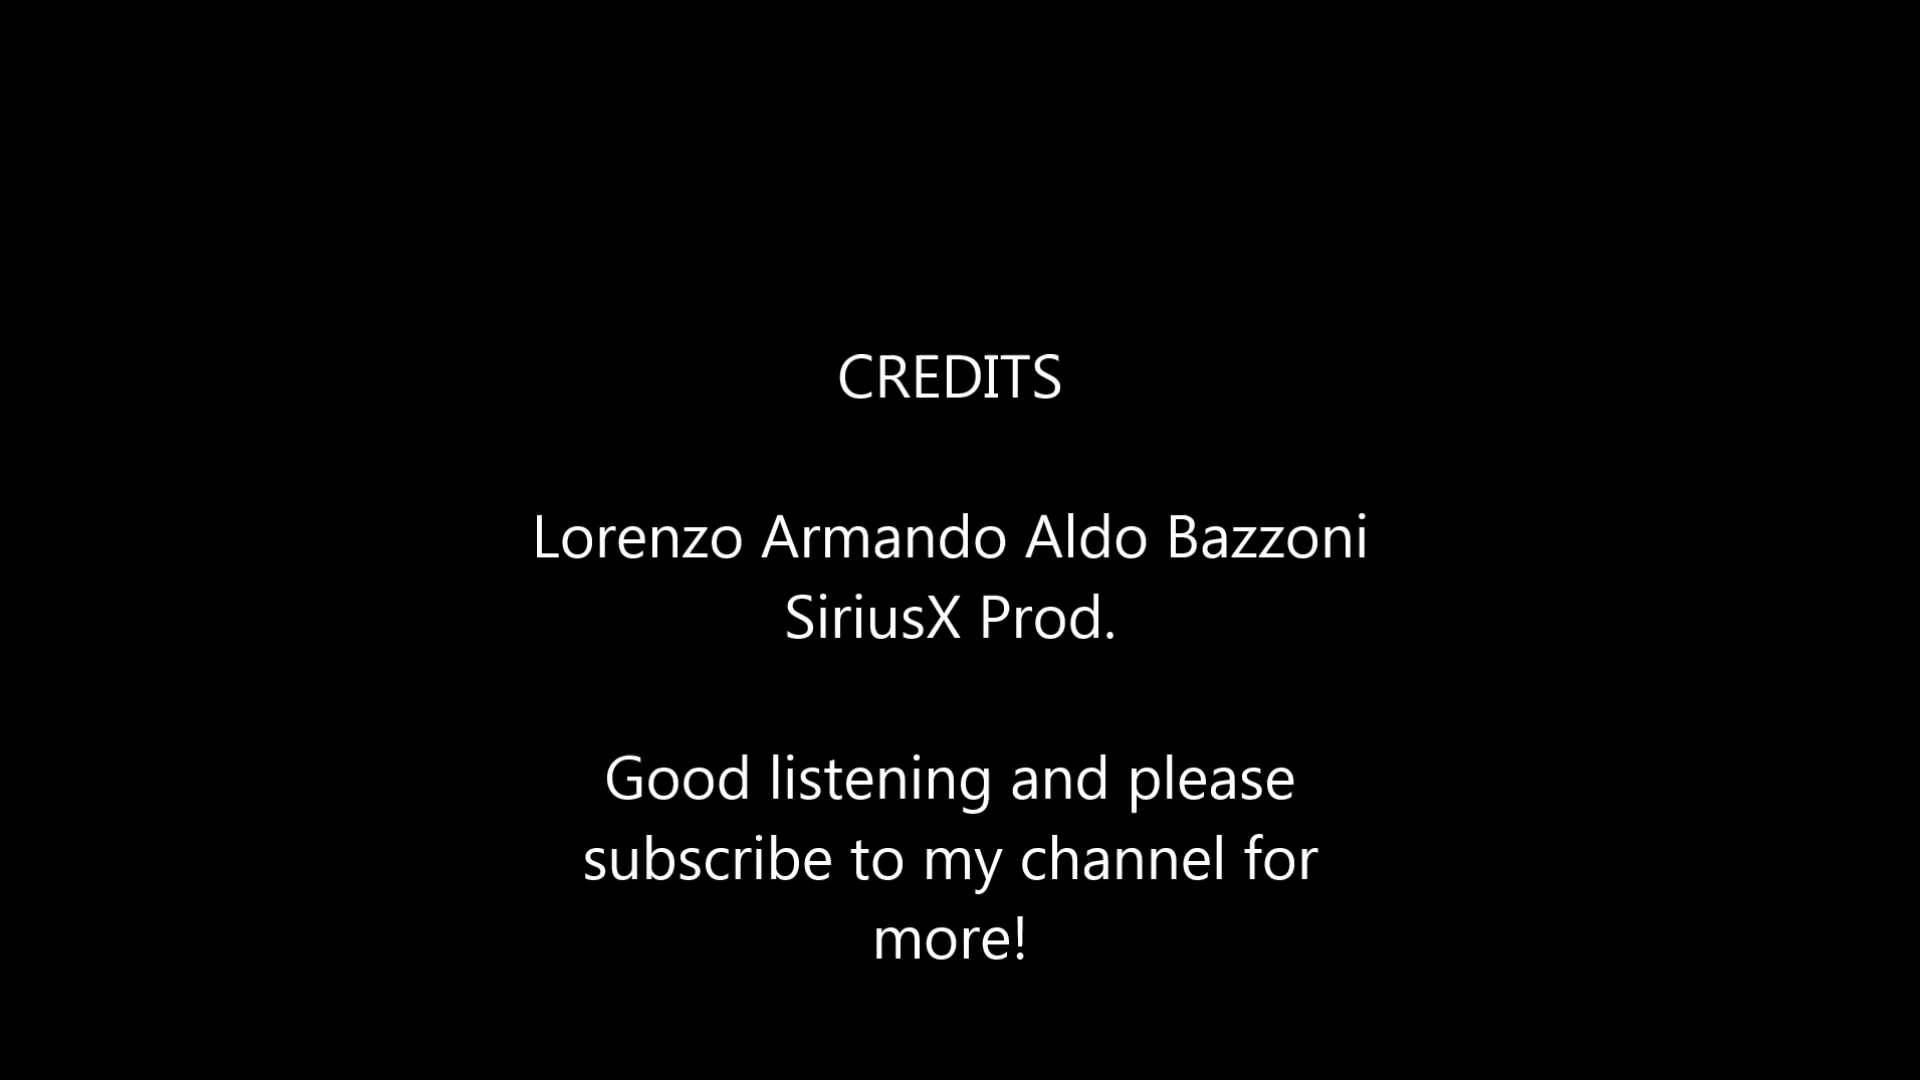 CREDITS
Lorenzo Armando Aldo Bazzoni
SiriusX Prod.
Good listening and please
subscribe to my channel for
more!